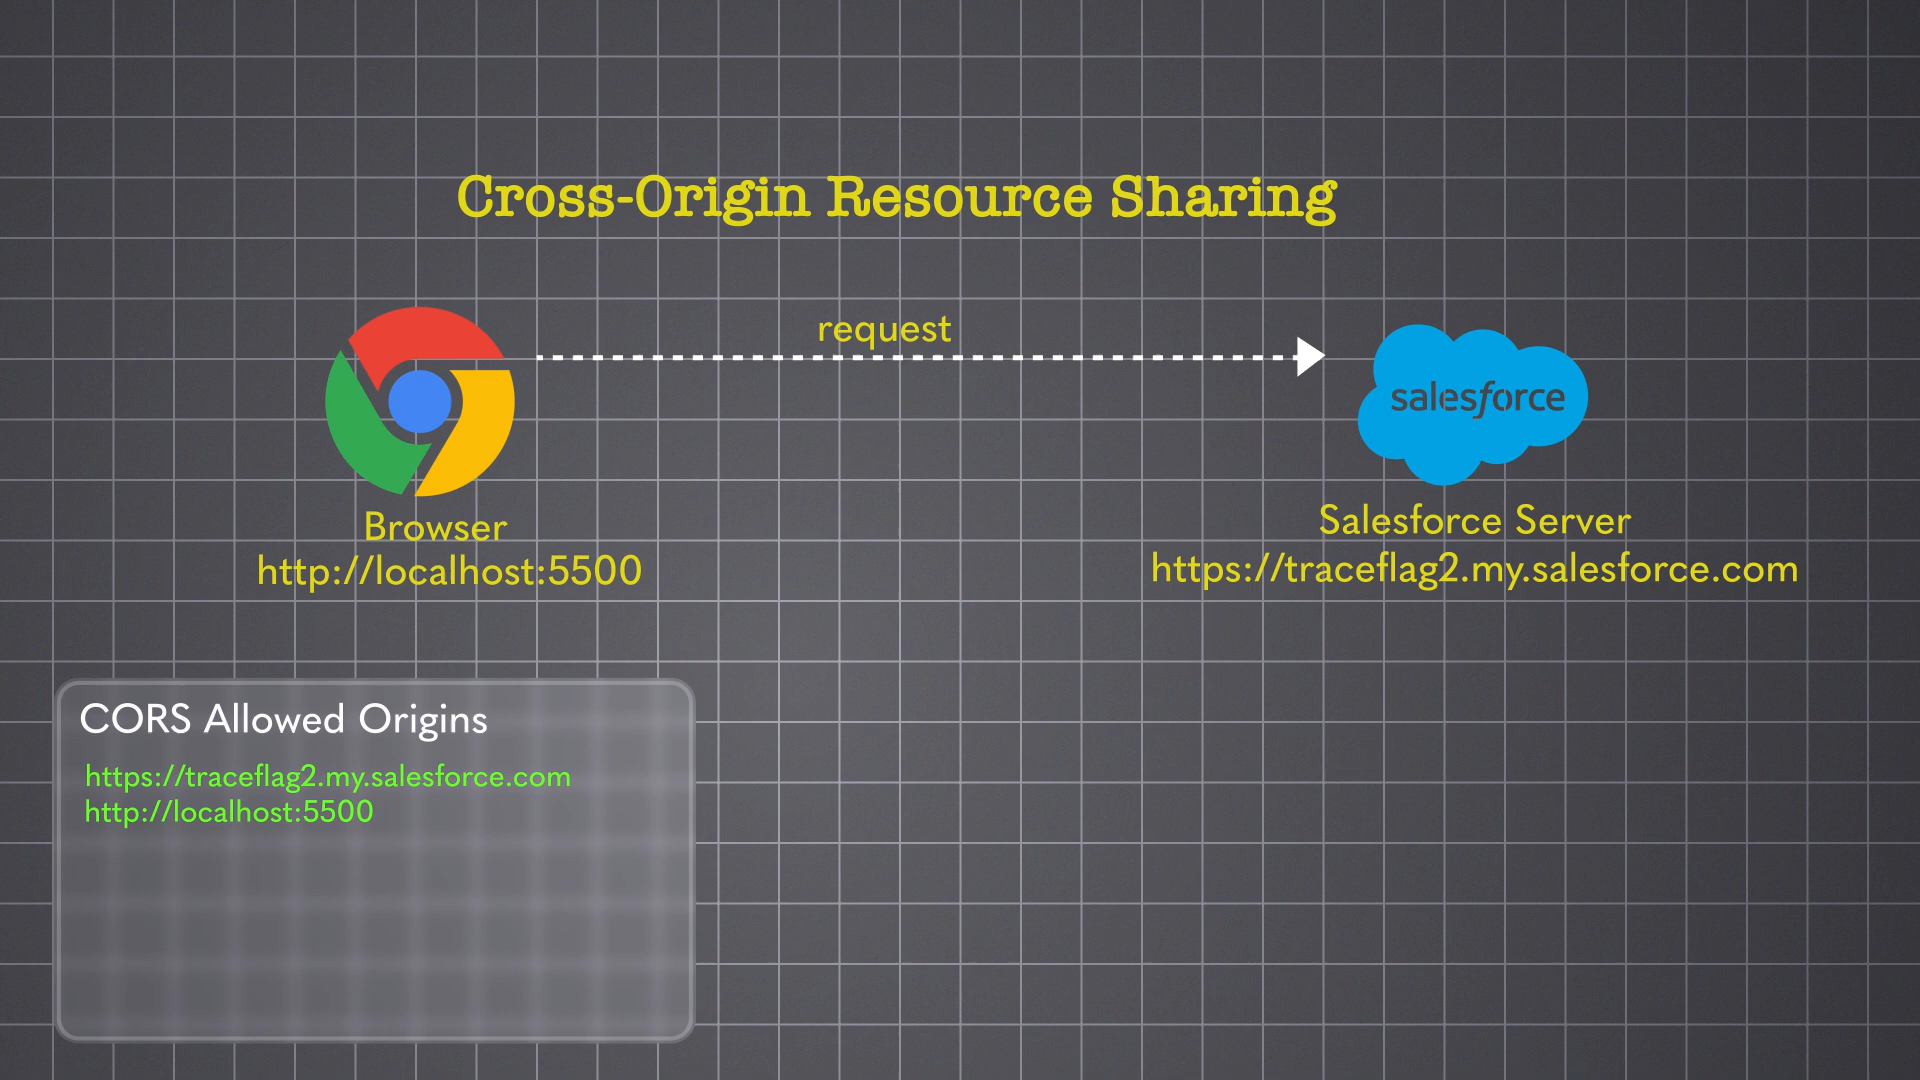 Cross-Origin Resource Sharing
request
salesforce
Browser
http://localhost:5500
Salesforce Server
https://traceflag2.my.salesforce.com
CORS Allowed Origins
https://traceflag2.my.salesforce.com
http://localhost:5500